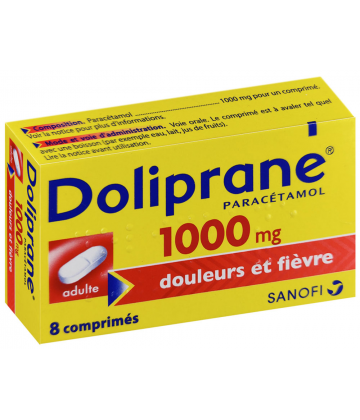 Composition. Paracétamol 1000 mg pour un comprimé.
Voir la notice pour plus d'informations.
Mode et voie d'administration. Voie orale. Le comprimé est à avaler tel quel
avec une boisson (par exemple eau, lait, jus de fruits).
Lire la notice avant utilisation.
Doliprane®
PARACÉTAMOL
1000 mg
douleurs et fièvre
adulte
8 comprimés
SANOFI
Doliprane®
1000 mg
douleurs et fièvre